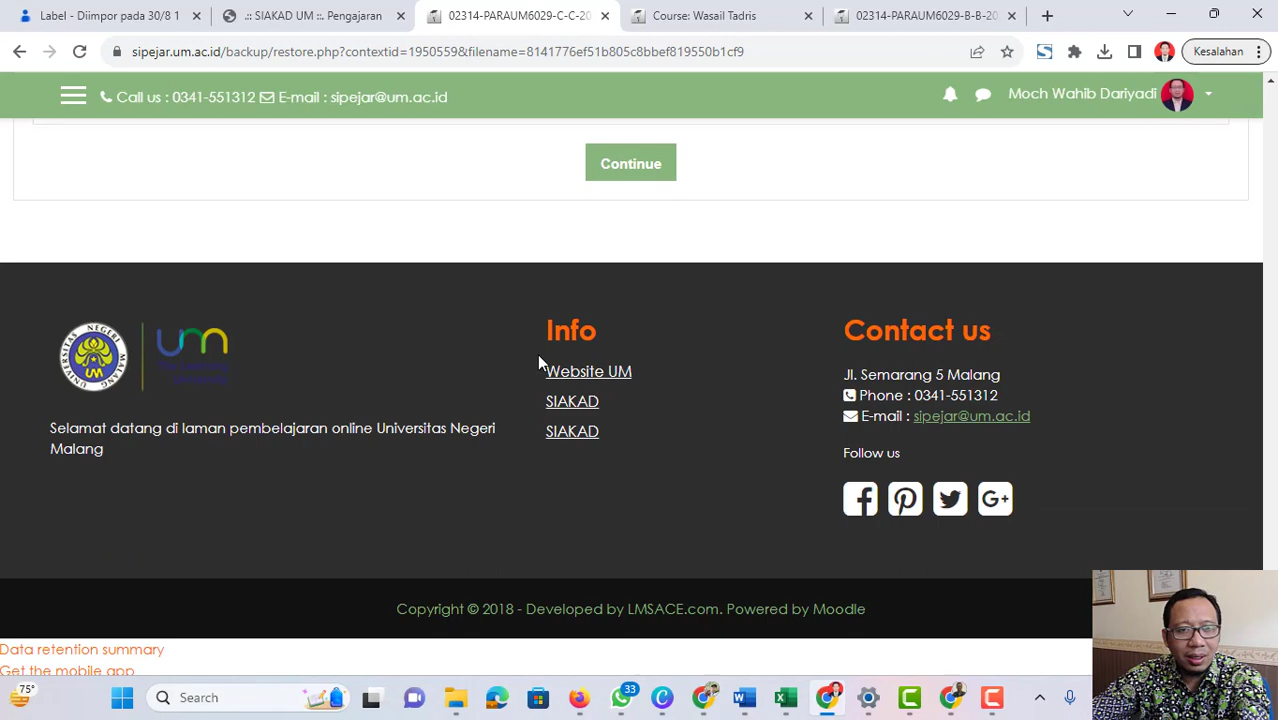 Label - Diimpor pada 30/8 1
.:: SIAKAD UM ::. Pengajaran
02314-PARAUM6029-C-C-20
Course: Wasail Tadris
02314-PARAUM6029-B-B-20
sipejar.um.ac.id/backup/restore.php?contextid=1950559&filename=8141776ef51b805c8bbef819550b1cf9
Kesalahan
Call us : 0341-551312 E-mail : sipejar@um.ac.id
Moch Wahib Dariyadi
Continue
um
Selamat datang di laman pembelajaran online Universitas Negeri
Malang
Info
Website UM
SIAKAD
SIAKAD
Contact us
Jl. Semarang 5 Malang
Phone : 0341-551312
E-mail : sipejar@um.ac.id
Follow us
Copyright © 2018 - Developed by LMSACE.com. Powered by Moodle
Data retention summary
Get the mobile app
75°
Search
33